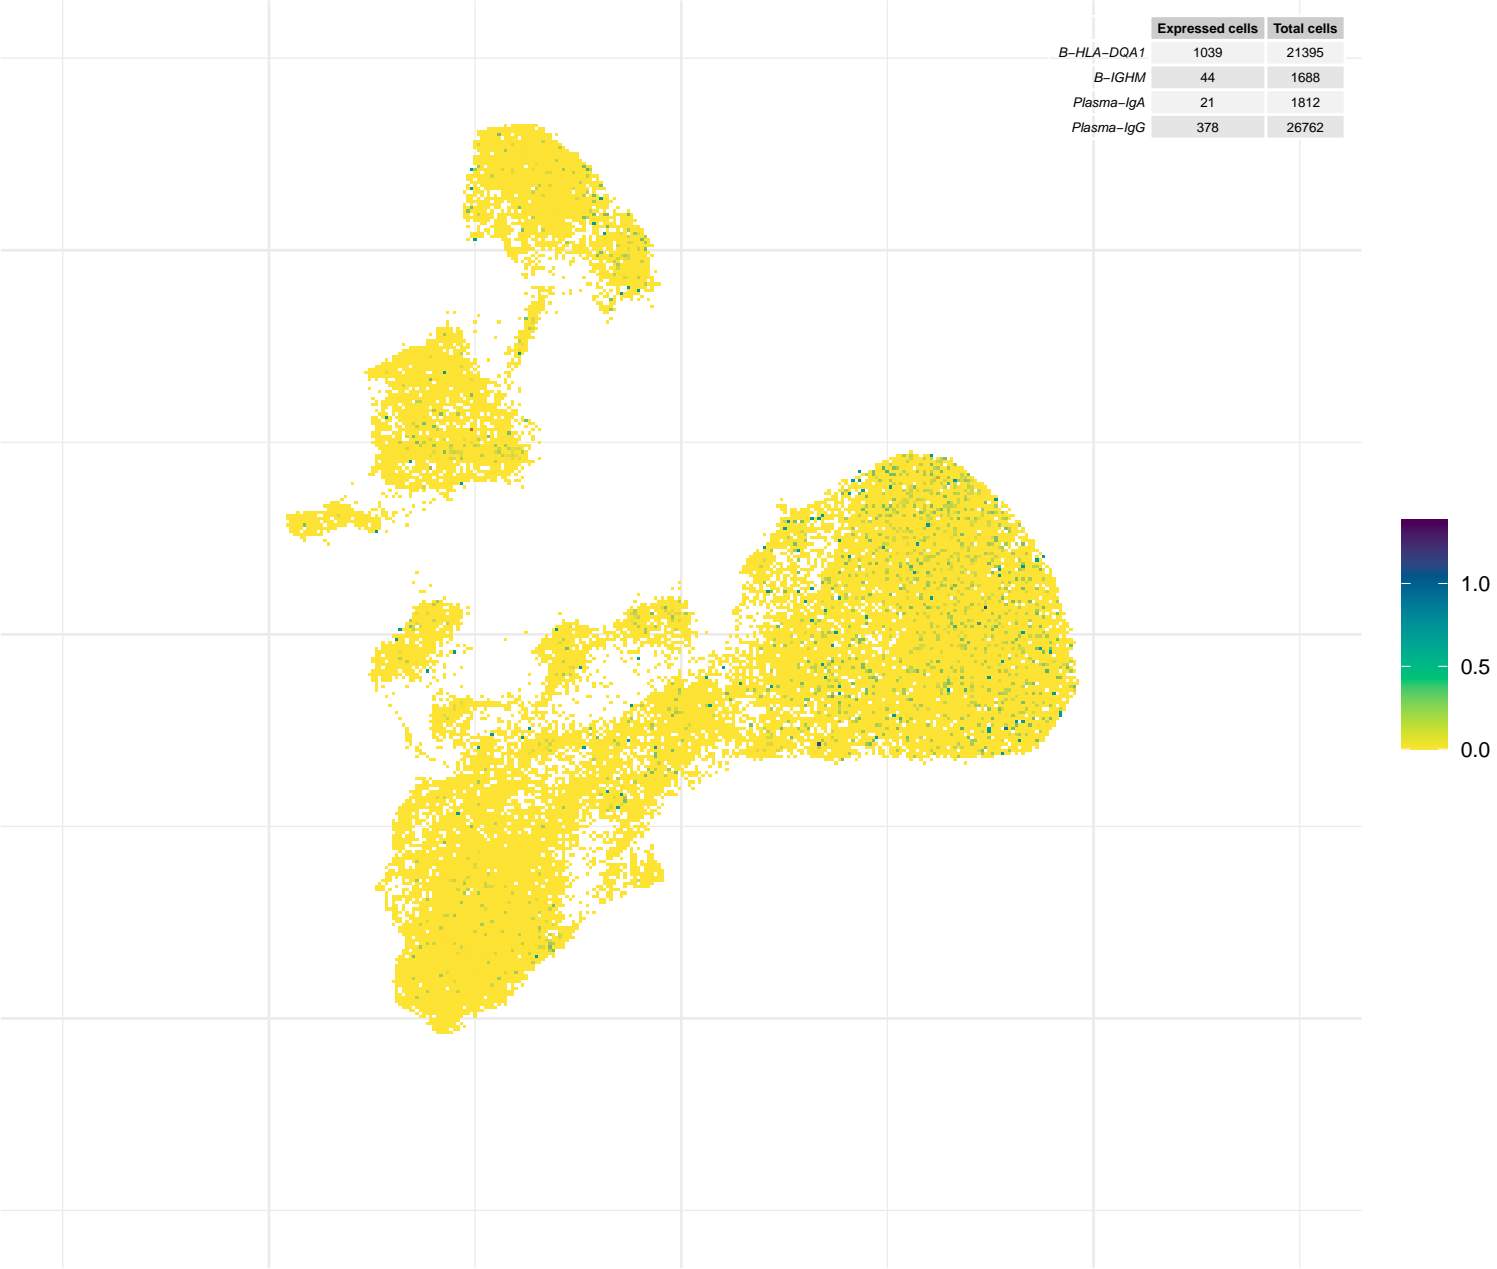 Expressed cells Total cells
B−HLA−DQA1 1039 21395
B−IGHM 44 1688
Plasma−IgA 21 1812
Plasma−IgG 378 26762
1.0
0.5
0.0